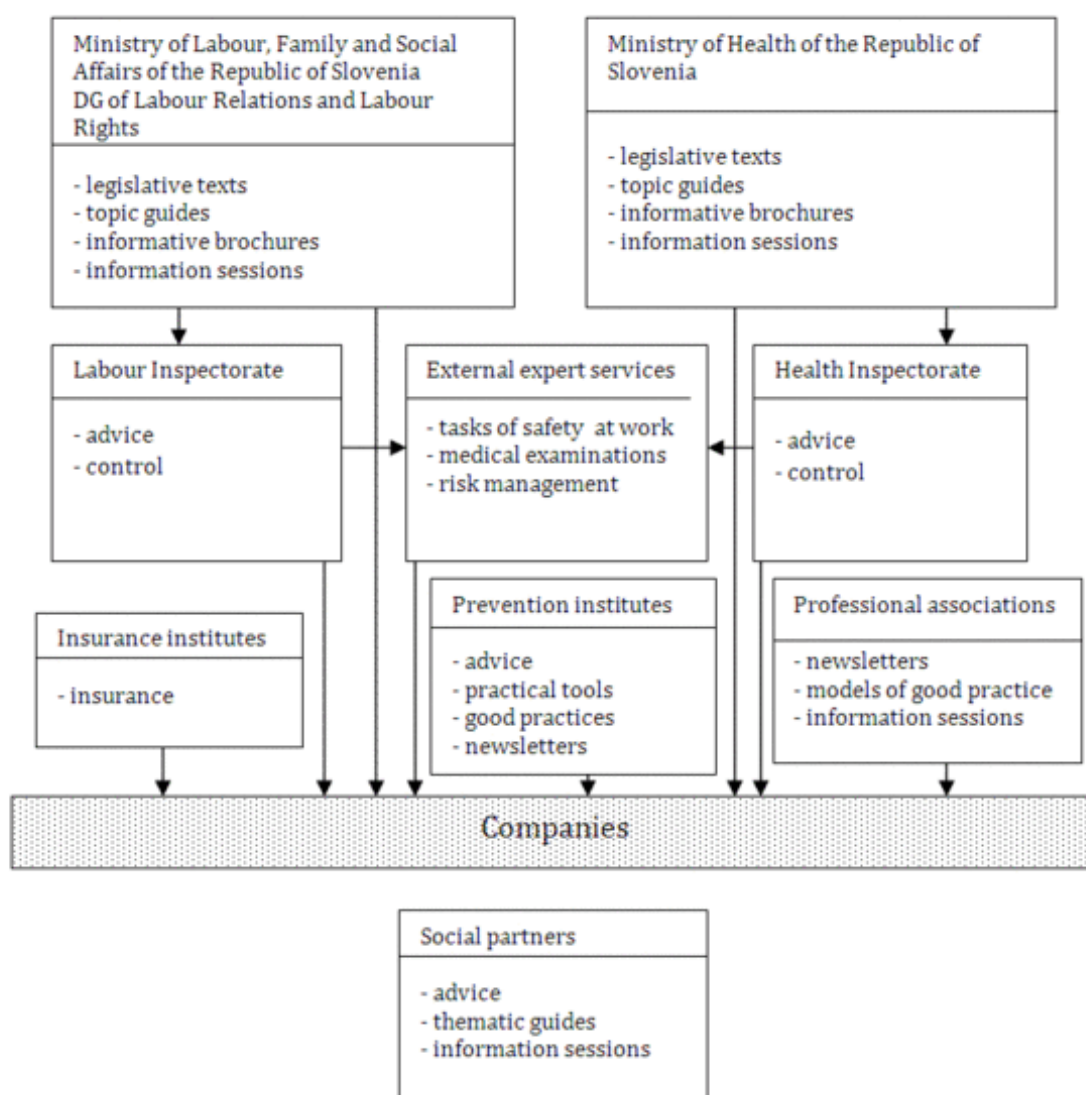 Ministry of Labour, Family and Social
Affairs of the Republic of Slovenia
DG of Labour Relations and Labour
Rights
- legislative texts
- topic guides
- informative brochures
- information sessions
Ministry of Health of the Republic of
Slovenia
- legislative texts
- topic guides
- informative brochures
- information sessions
Labour Inspectorate
- advice
- control
External expert services
- tasks of safety at work
- medical examinations
- risk management
Health Inspectorate
- advice
- control
Insurance institutes
- insurance
Prevention institutes
- advice
- practical tools
- good practices
- newsletters
Professional associations
- newsletters
- models of good practice
- information sessions
Companies
Social partners
- advice
- thematic guides
- information sessions